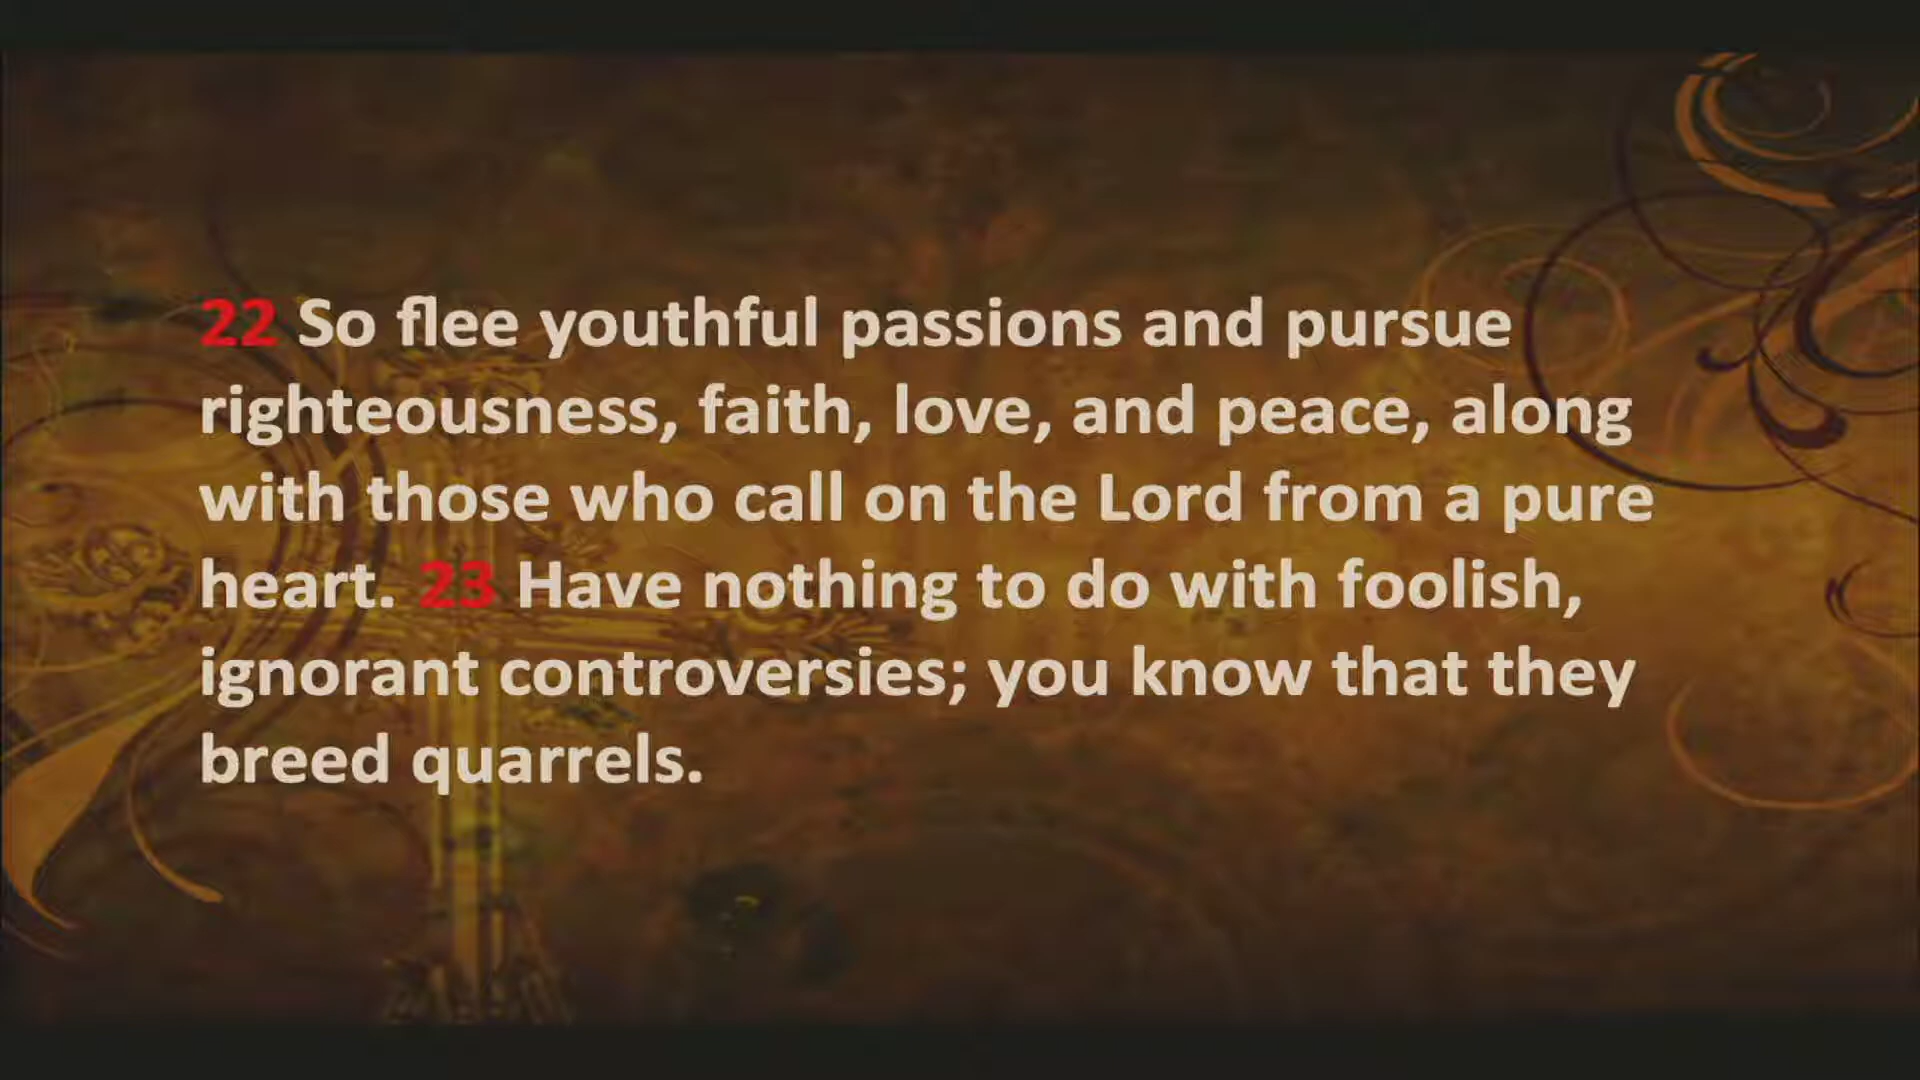 22 So flee youthful passions and pursue
righteousness, faith, love, and peace, along
with those who call on the Lord from a pure
heart. 23 Have nothing to do with foolish,
ignorant controversies; you know that they
breed quarrels.